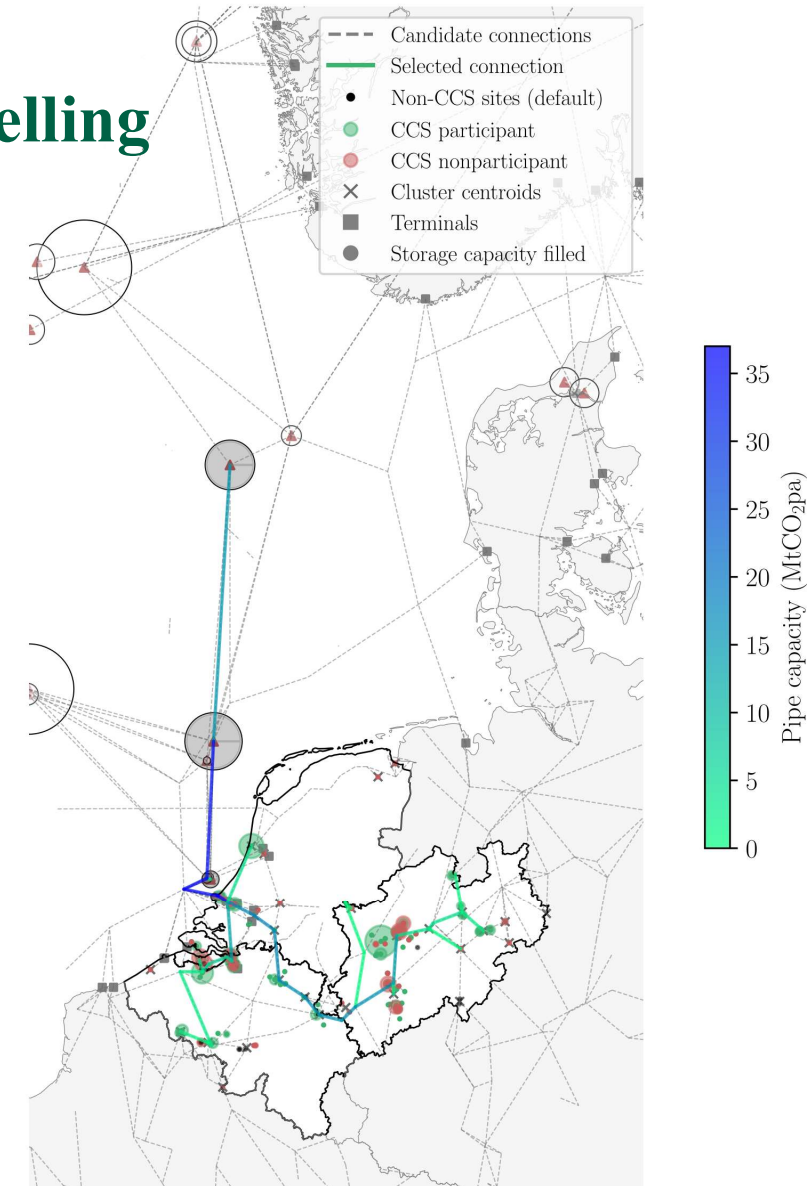 elling
Candidate connections
Selected connection
Non-CCS sites (default)
CCS participant
CCS nonparticipant
Cluster centroids
Terminals
Storage capacity filled
35
30
25
20
15
10
5
0
Pipe capacity (MtCO₂pa)